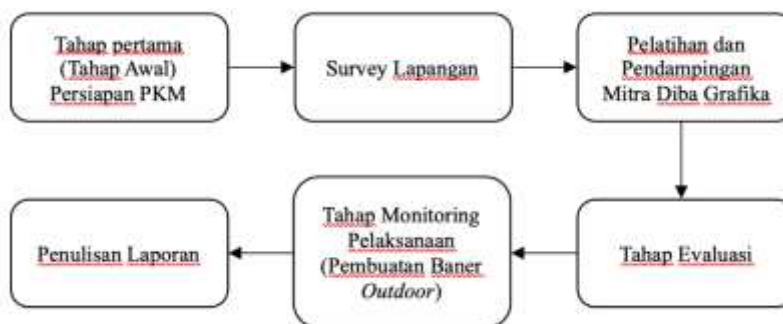 Tahap pertama
(Tahap Awal)
Persiapan PKM
Survey Lapangan
Pelatihan dan
Pendampingan
Mitra Diba Grafika
Tahap Evaluasi
Tahap Monitoring
Pelaksanaan
(Pembuatan Baner
Outdoor)
Penulisan Laporan